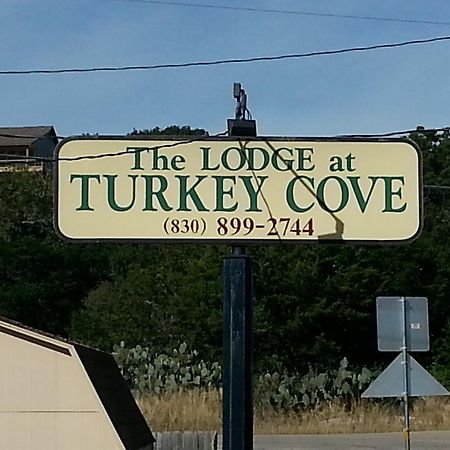 The LODGE at
TURKEY COVE
(830) 899-2744